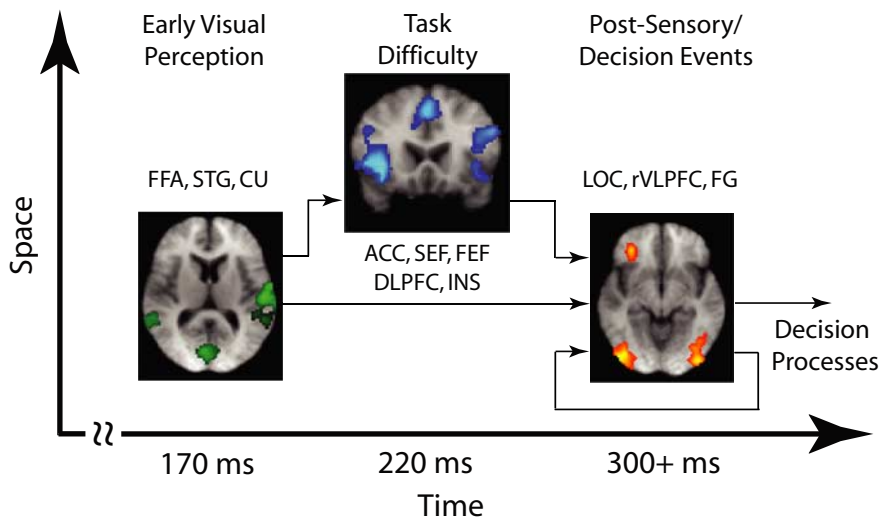 Early Visual
Perception
Task
Difficulty
Post-Sensory/
Decision Events
FFA, STG, CU
LOC, rVLPFC, FG
ACC, SEF, FEF
DLPFC, INS
Decision
Processes
Space
170 ms
220 ms
300+ ms
Time